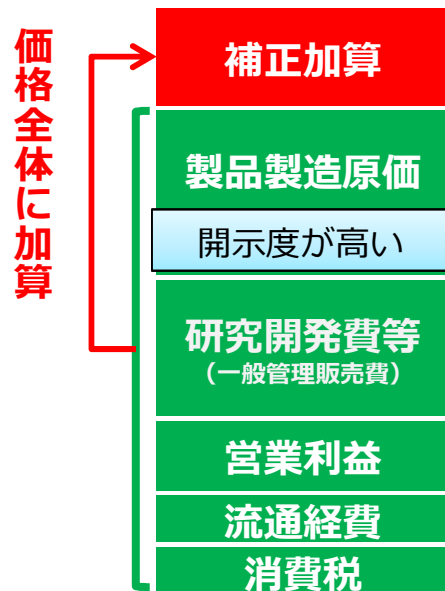 価格全体に加算
補正加算
製品製造原価
開示度が高い
研究開発費等
（一般管理販売費）
営業利益
流通経費
消費税